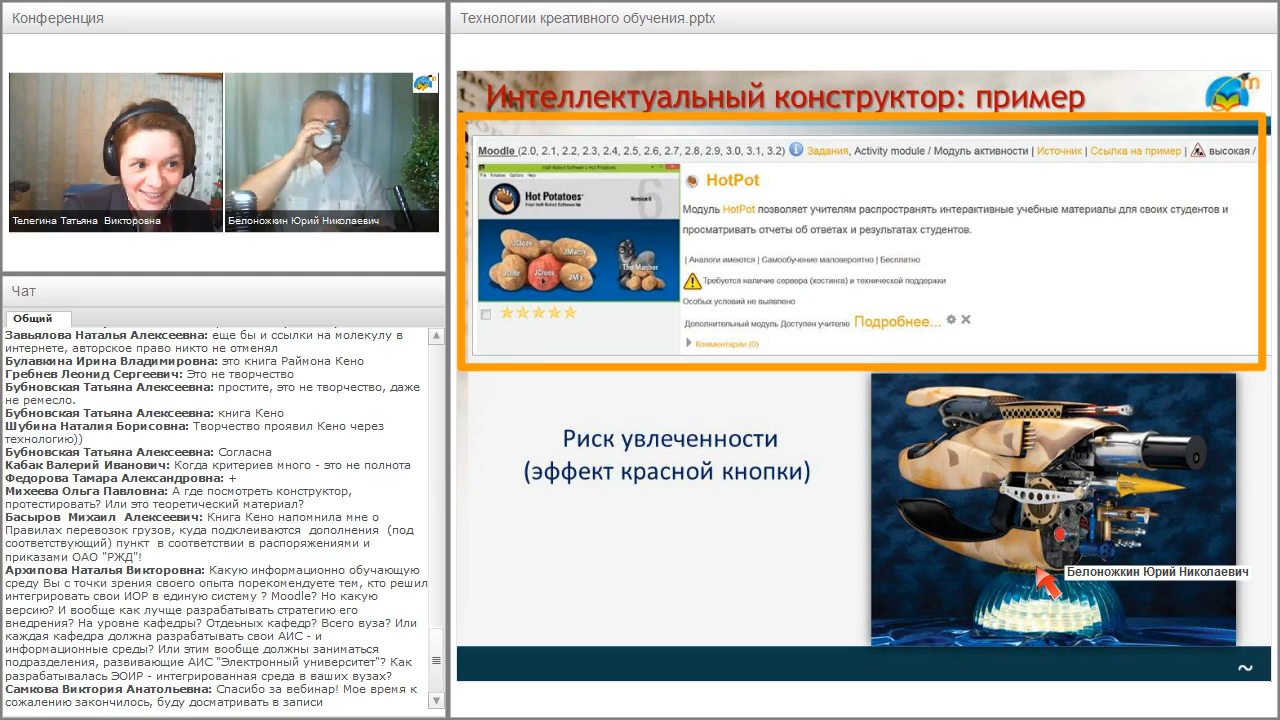 Конференция
Телегина Татьяна Викторовна
Белоножкин Юрий Николаевич
Чат
Общий
Завьялова Наталья Алексеевна: еще бы и ссылки на молекулу в
интернете, авторское право никто не отменял
Богдана Ирина Владимировна: это книга Раймона Кено
Гребнев Леонид Сергеевич: Это не творчество
Бубновская Татьяна Алексеевна: простите, это не творчество, даже
не ремесло.
Бубновская Татьяна Алексеевна: книга Кено
Шубина Наталия Борисовна: Творчество проявил Кено через
технологию))
Бубновская Татьяна Алексеевна: Согласна
Кабак Валерий Иванович: Когда критериев много - это не полнота
Федорова Тамара Александровна: +
Михеева Ольга Павловна: А где посмотреть конструктор,
протестировать? Или это теоретический материал?
Басыров Михаил Алексеевич: Книга Кено напомнила мне о
Правилах перевозок грузов, куда подклеиваются дополнения (под
соответствующий) пункт в соответствии в распоряжениями и
приказами ОАО "РЖД"!
Архипова Наталья Викторовна: Какую информационно обучающую
среду Вы с точки зрения своего опыта порекомендуете тем, кто решил
интегрировать свои ИОР в единую систему ? Moodle? Но какую
версию? И вообще как лучще разрабатывать стратегию его
внедрения? На уровне кафедры? Отдеьных кафедр? Всего вуза? Или
каждая кафедра должна разрабатывать свои АИС - и
информационные среды? Или этим вообще должны заниматься
подразделения, развивающие АИС "Электронный университет"? Как
разрабатывалась ЭОИР - интегрированная среда в ваших вузах?
Самкова Виктория Анатольевна: Спасибо за вебинар! Мое время к
сожалению закончилось, буду досматривать в записи
Технологии креативного обучения.pptx
Интеллектуальный конструктор: пример
Moodle (2.0, 2.1, 2.2, 2.3, 2.4, 2.5, 2.6, 2.7, 2.8, 2.9, 3.0, 3.1, 3.2) Задания, Activity module / Модуль активности | Источник | Ссылка на пример | высокая /
Hot Potatoes
Version 6
6
JCloze
JMatch
JQuiz
JCross
JMix
The Masher
HotPot
Модуль HotPot позволяет учителям распространять интерактивные учебные материалы для своих студентов и
просматривать отчеты об ответах и результатах студентов.
| Аналоги имеются | Самообучение маловероятно | Бесплатно
Требуется наличие сервера (хостинга) и технической поддержки
Особых условий не выявлено
Дополнительный модуль Доступен учителю Подробнее...
Комментарии (0)
Риск увлеченности
(эффект красной кнопки)
Белоножкин Юрий Николаевич
~